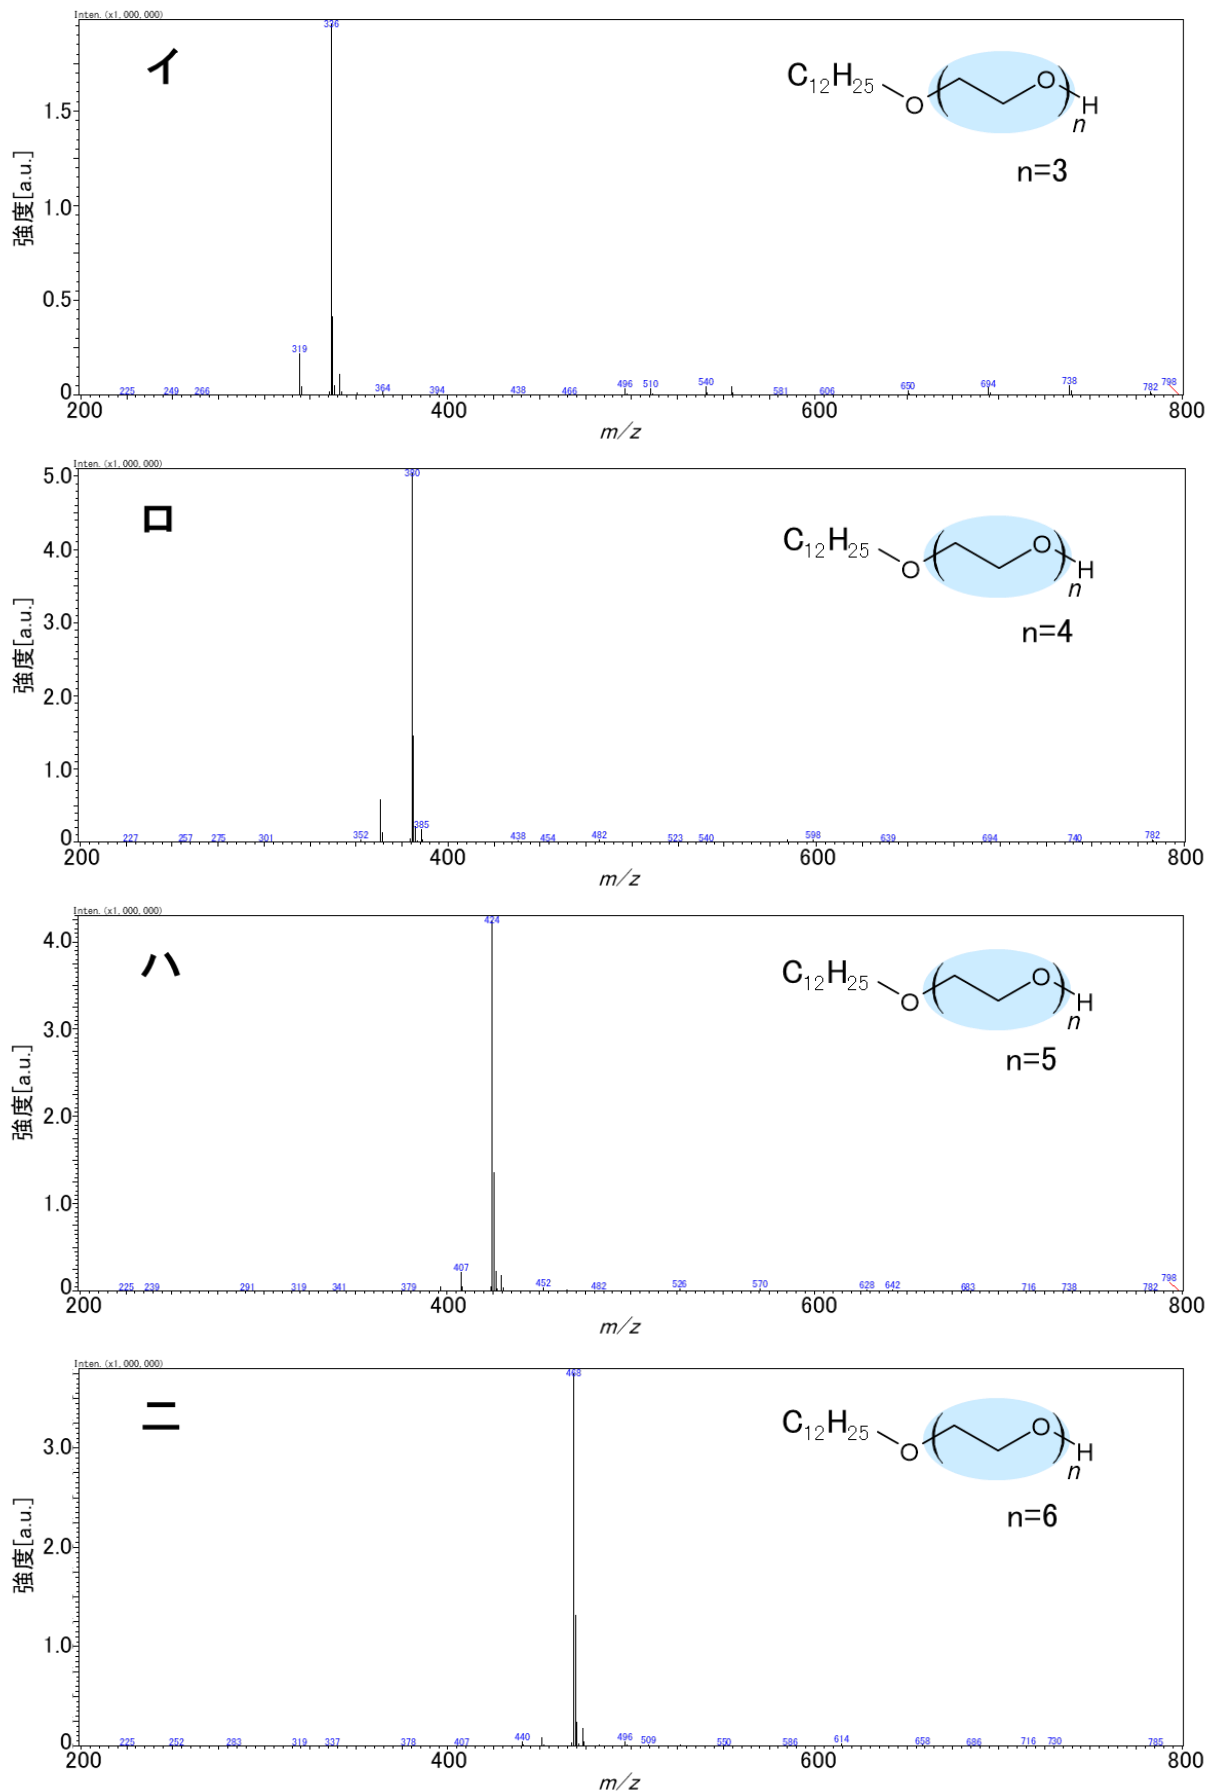 Inten. (x1,000,000)
イ
336
C12H25
O
O
H
n
n=3
1.5
1.0
0.5
0
強度[a.u.]
319
225 249 266 364 394 438 466 496 510 540 581 606 650 694 738 782 798
200 400 600 800
m/z
Inten. (x1,000,000)
ロ
380
C12H25
O
O
H
n
n=4
5.0
4.0
3.0
2.0
1.0
0
強度[a.u.]
385
227 257 275 301 352 438 454 482 523 540 598 639 694 740 782
200 400 600 800
m/z
Inten. (x1,000,000)
ハ
424
C12H25
O
O
H
n
n=5
4.0
3.0
2.0
1.0
0
強度[a.u.]
407
225 239 291 319 341 379 452 482 526 570 628 642 683 716 738 782 798
200 400 600 800
m/z
Inten. (x1,000,000)
ニ
468
C12H25
O
O
H
n
n=6
3.0
2.0
1.0
0
強度[a.u.]
225 252 283 319 337 378 407 440 496 509 550 586 614 658 686 716 730 785
200 400 600 800
m/z